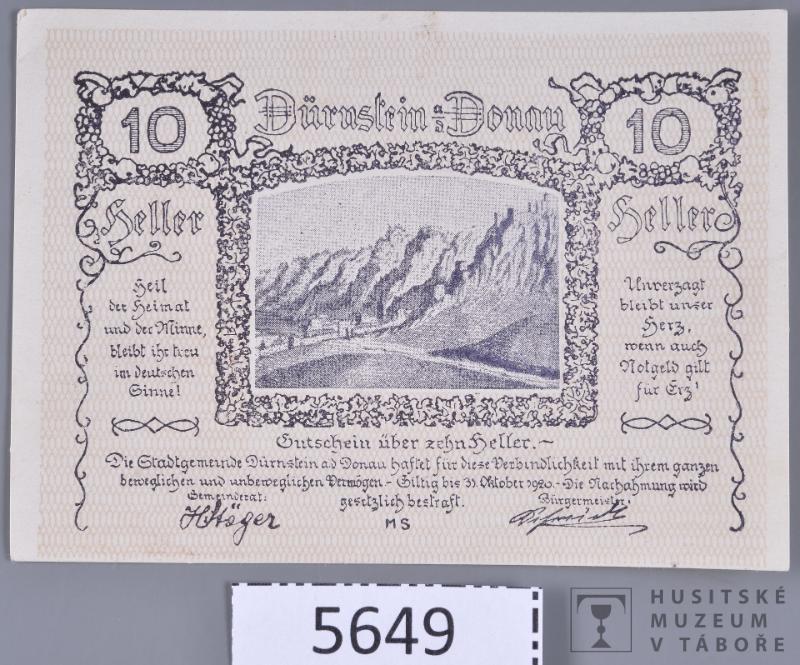 10
Dürnstein a/D Donau
10
Heller
Heller
Heil
der Heimat
und der Minne,
bleibt ihr treu
im deutschen
Sinne!
Unverzagt
bleibt unser
Herz,
wenn auch
Notgeld gilt
für Erz!
Gutschein über zehn Heller.~
Die Stadtgemeinde Dürnstein a.d Donau haftet für diese Verbindlichkeit mit ihrem ganzen
beweglichen und unbeweglichen Vermögen.- Giltig bis 31. Oktober 1920.- Die Nachahmung wird
gesetzlich bestraft.
Gemeinderat:
Bürgermeister:
HStöger
MS
5649
HUSITSKÉ
MUZEUM
V TÁBOŘE